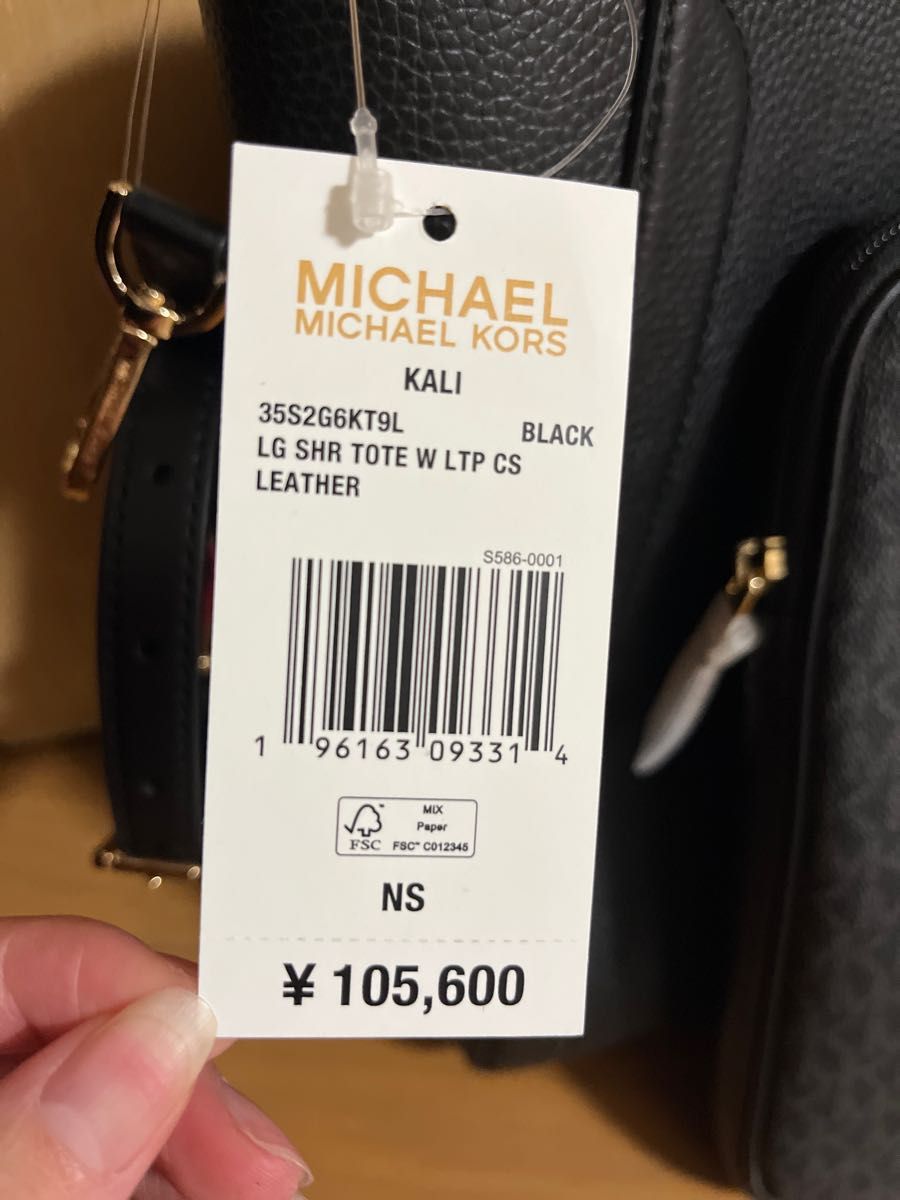 MICHAEL
MICHAEL KORS
KALI
35S2G6KT9L BLACK
LG SHR TOTE W LTP CS
LEATHER
S586-0001
1 96163 09331 4
FSC
MIX
Paper
FSC™ C012345
NS
¥ 105,600